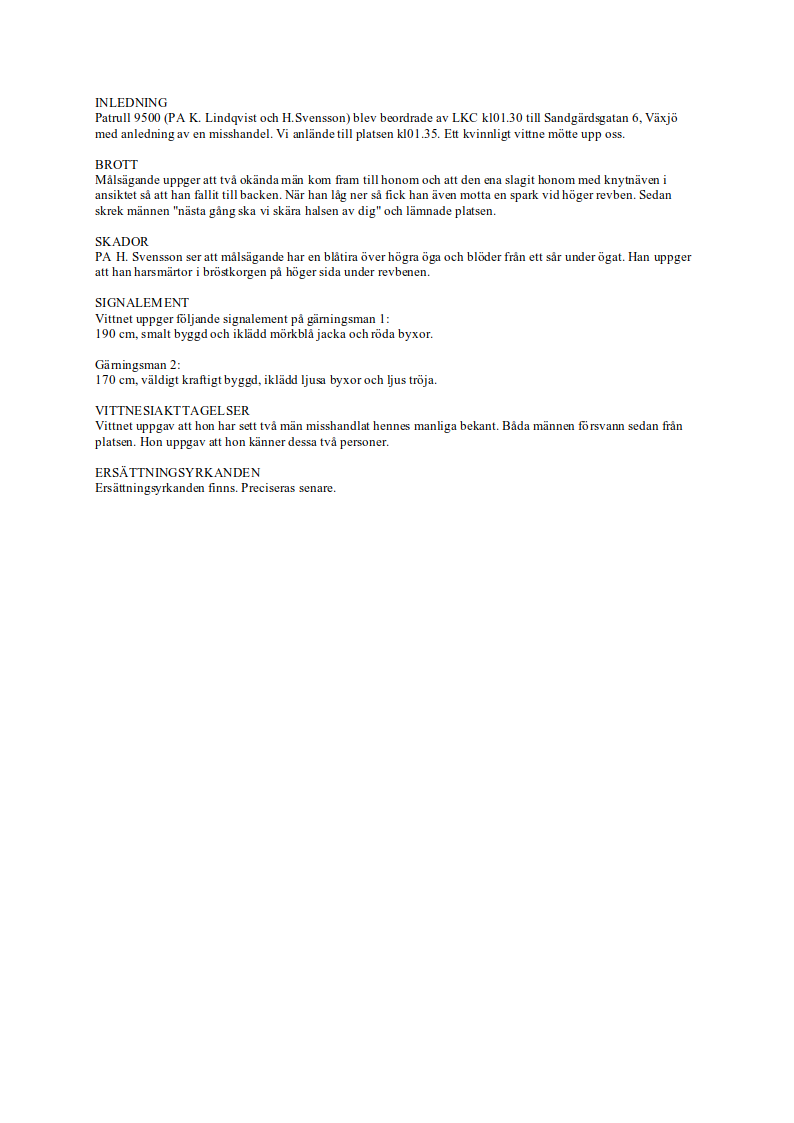 INLEDNING
Patrull 9500 (PA K. Lindqvist och H.Svensson) blev beordrade av LKC kl01.30 till Sandgärdsgatan 6, Växjö
med anledning av en misshandel. Vi anlände till platsen kl01.35. Ett kvinnligt vittne mötte upp oss.
BROTT
Målsägande uppger att två okända män kom fram till honom och att den ena slagit honom med knytnäven i
ansiktet så att han fallit till backen. När han låg ner så fick han även motta en spark vid höger revben. Sedan
skrek männen "nästa gång ska vi skära halsen av dig" och lämnade platsen.
SKADOR
PA H. Svensson ser att målsägande har en blåtira över högra öga och blöder från ett sår under ögat. Han uppger
att han harsmärtor i bröstkorgen på höger sida under revbenen.
SIGNALEMENT
Vittnet uppger följande signalement på gärningsman 1:
190 cm, smalt byggd och iklädd mörkblå jacka och röda byxor.
Gärningsman 2:
170 cm, väldigt kraftigt byggd, iklädd ljusa byxor och ljus tröja.
VITTNESIAKTTAGELSER
Vittnet uppgav att hon har sett två män misshandlat hennes manliga bekant. Båda männen försvann sedan från
platsen. Hon uppgav att hon känner dessa två personer.
ERSÄTTNINGSYRKANDEN
Ersättningsyrkanden finns. Preciseras senare.